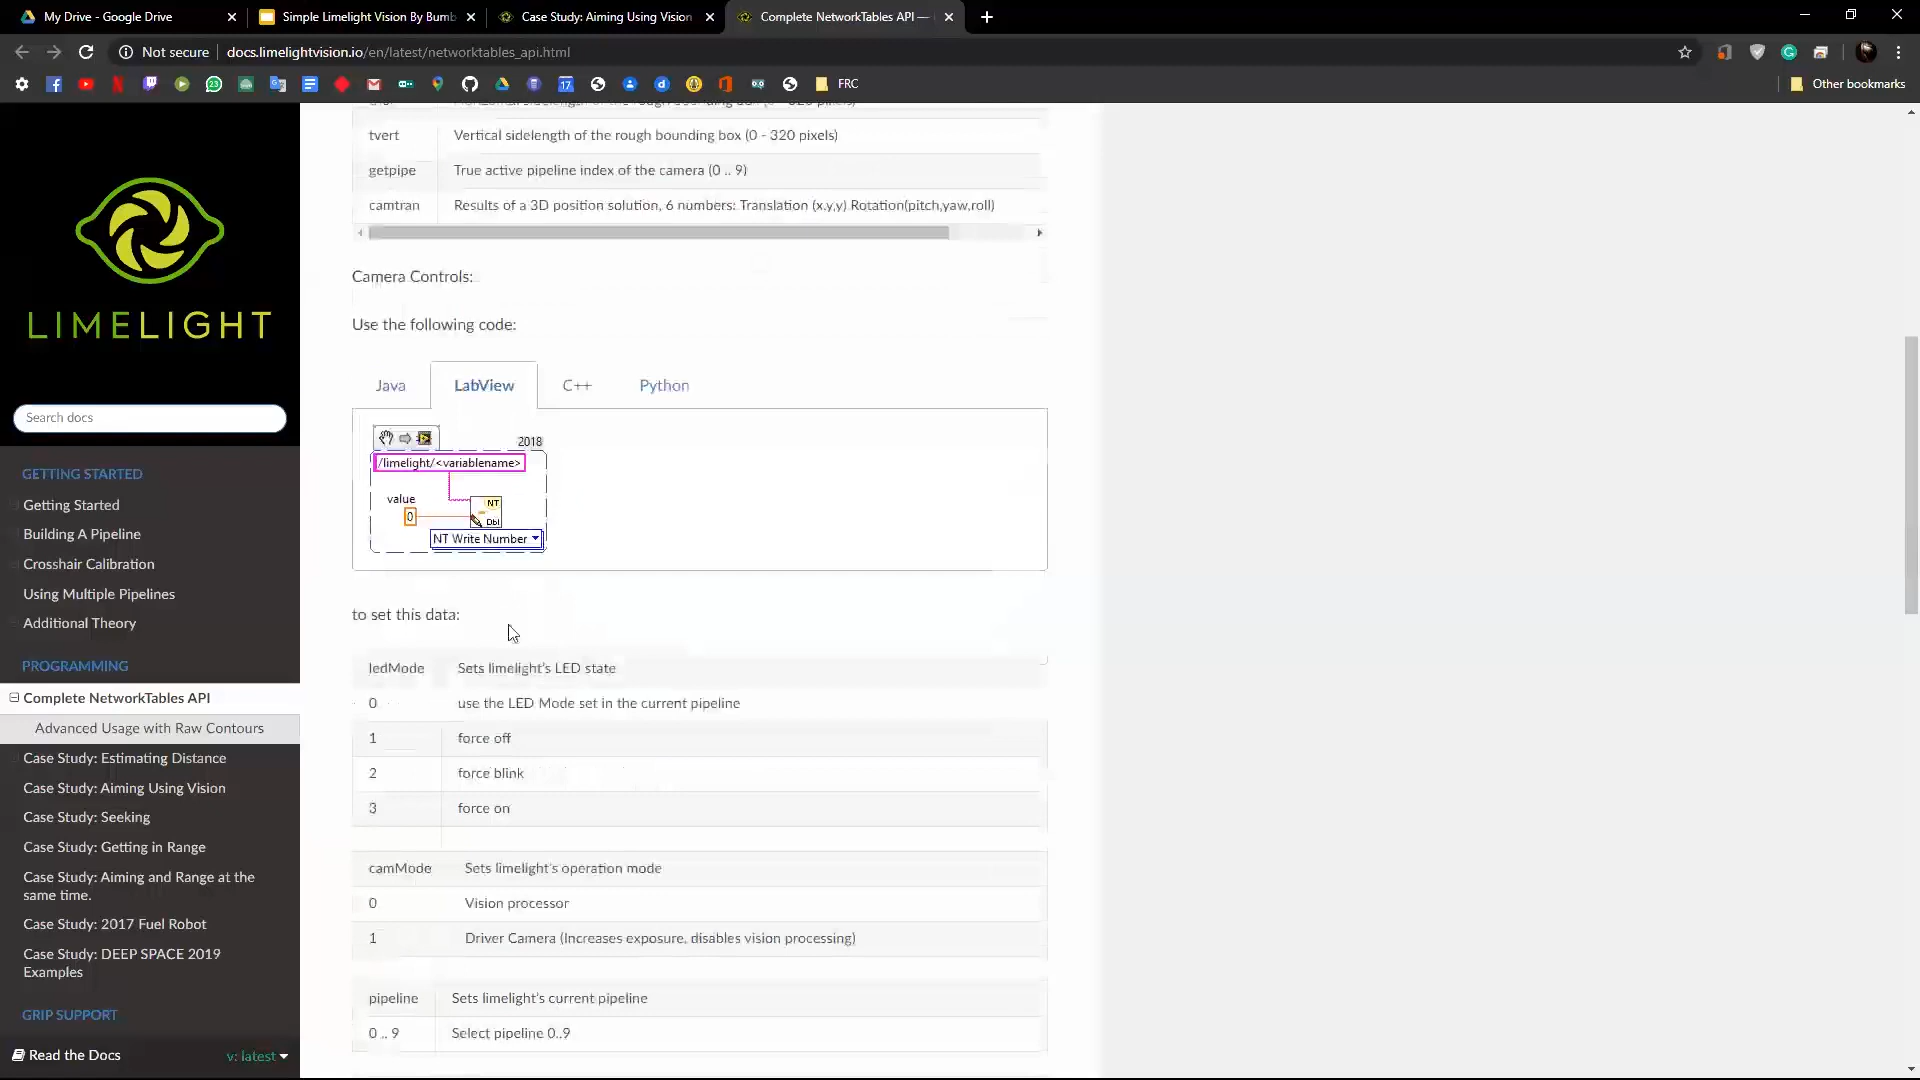 My Drive - Google Drive
Simple Limelight Vision By Bumb
Case Study: Aiming Using Vision
Complete NetworkTables API —
Not secure
docs.limelightvision.io/en/latest/networktables_api.html
23
17
FRC
Other bookmarks
LIMELIGHT
Search docs
GETTING STARTED
Getting Started
Building A Pipeline
Crosshair Calibration
Using Multiple Pipelines
Additional Theory
PROGRAMMING
Complete NetworkTables API
Advanced Usage with Raw Contours
Case Study: Estimating Distance
Case Study: Aiming Using Vision
Case Study: Seeking
Case Study: Getting in Range
Case Study: Aiming and Range at the
same time.
Case Study: 2017 Fuel Robot
Case Study: DEEP SPACE 2019
Examples
GRIP SUPPORT
Read the Docs
v: latest
tvert Vertical sidelength of the rough bounding box (0 - 320 pixels)
getpipe True active pipeline index of the camera (0 .. 9)
camtran Results of a 3D position solution, 6 numbers: Translation (x,y,y) Rotation(pitch,yaw,roll)
Camera Controls:
Use the following code:
Java LabView C++ Python
2018
/limelight/<variablename>
value
NT
0
Dbl
NT Write Number
to set this data:
ledMode Sets limelight's LED state
0 use the LED Mode set in the current pipeline
1 force off
2 force blink
3 force on
camMode Sets limelight's operation mode
0 Vision processor
1 Driver Camera (Increases exposure, disables vision processing)
pipeline Sets limelight's current pipeline
0 .. 9 Select pipeline 0..9